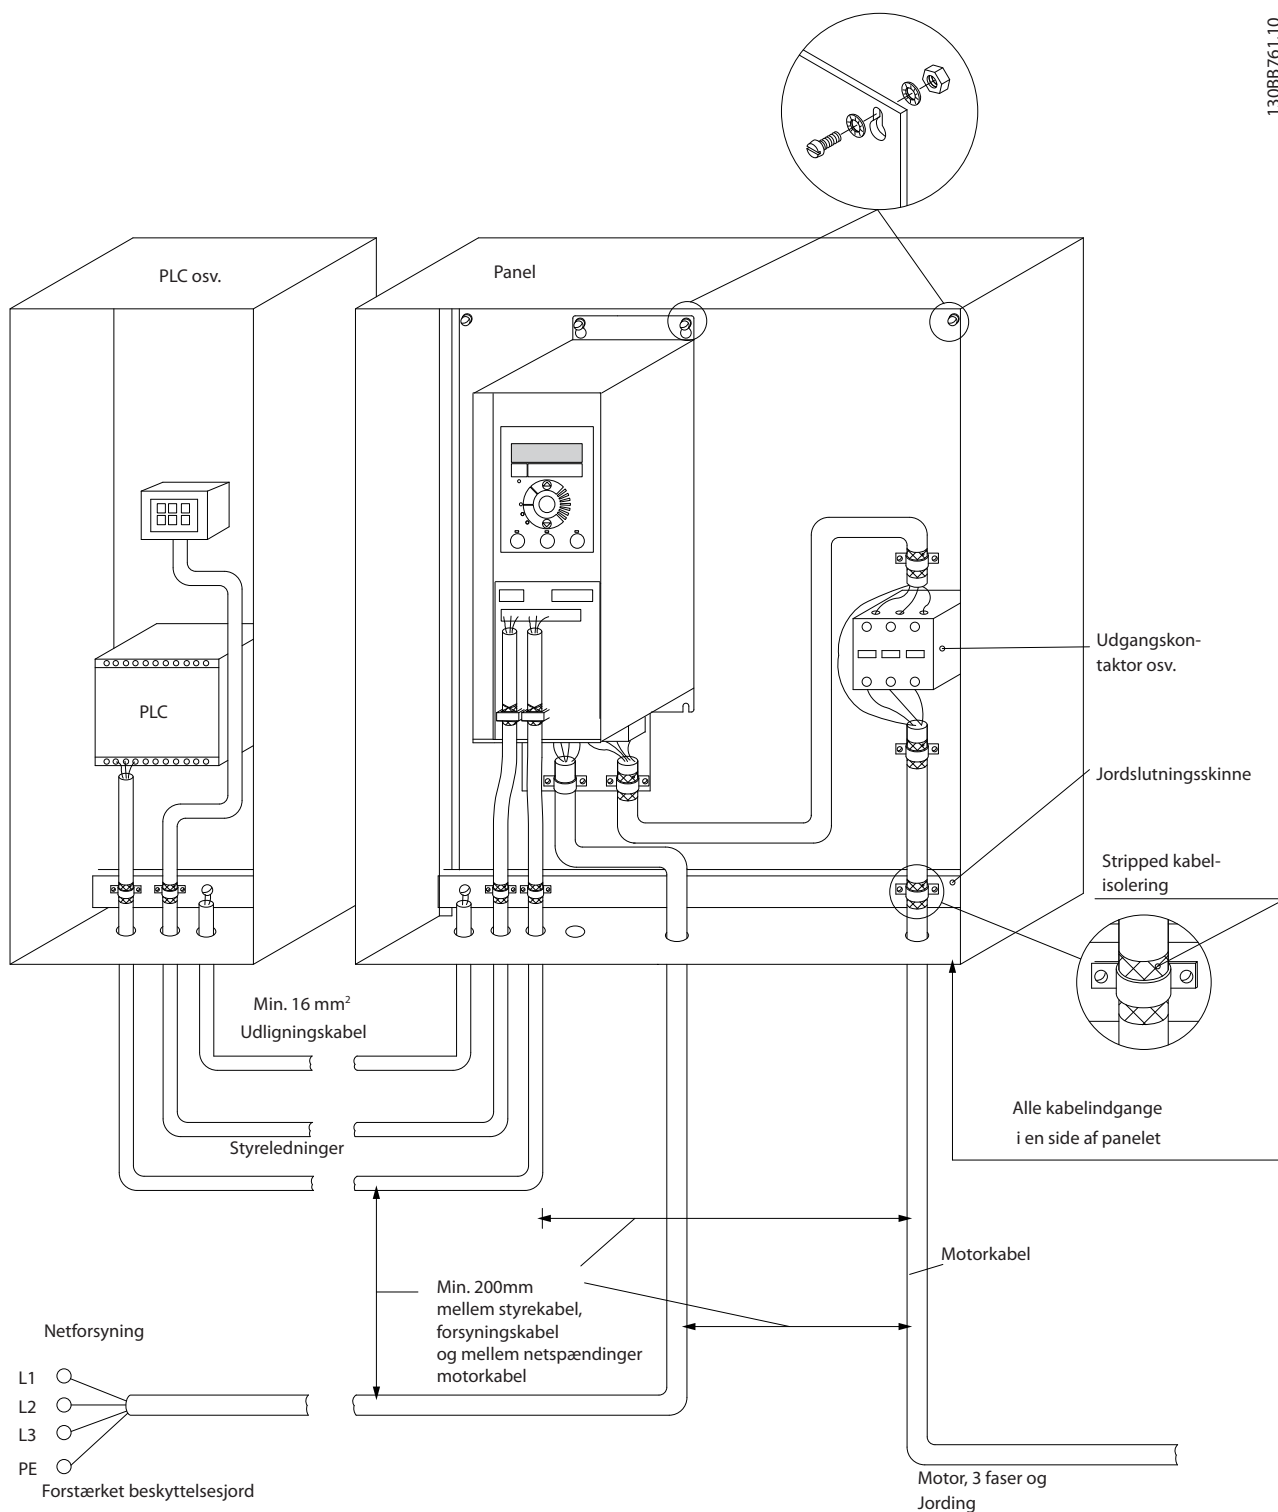 130BB761.10
PLC osv.
Panel
PLC
Udgangskon-
taktor osv.
Jordslutningsskinne
Stripped kabel-
isolering
Min. 16 mm²
Udligningskabel
Alle kabelindgange
i en side af panelet
Styreledninger
Motorkabel
Min. 200mm
mellem styrekabel,
forsyningskabel
og mellem netspændinger
motorkabel
Netforsyning
L1
L2
L3
PE
Forstærket beskyttelsesjord
Motor, 3 faser og
Jording